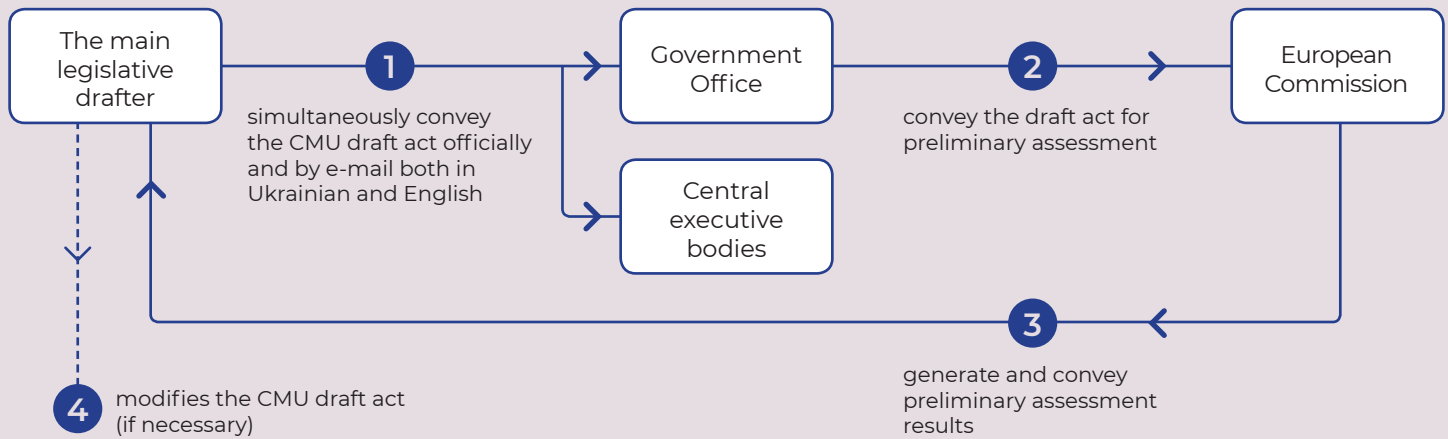 The main
legislative
drafter
1
simultaneously convey
the CMU draft act officially
and by e-mail both in
Ukrainian and English
Government
Office
Central
executive
bodies
2
convey the draft act for
preliminary assessment
European
Commission
3
generate and convey
preliminary assessment
results
4
modifies the CMU draft act
(if necessary)